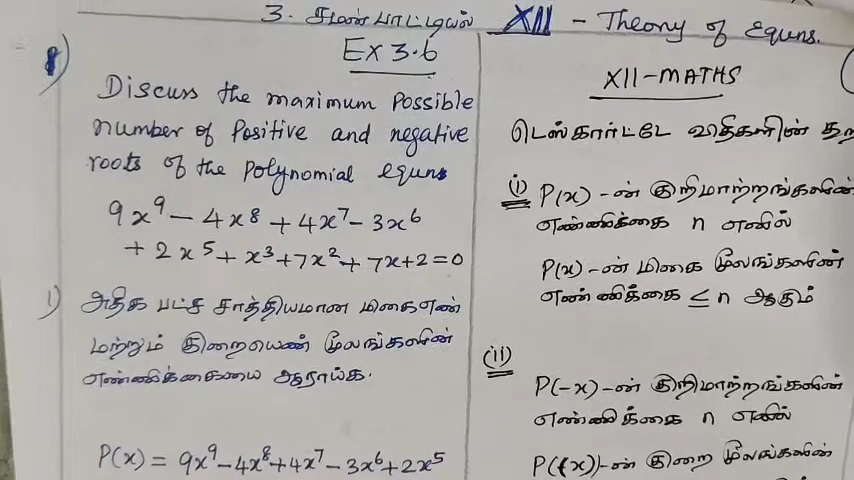 3. சமன்பாட்டியல் XII - Theory of Equns.
Ex 3.6
1)
Discuss the maximum Possible
number of Positive and negative
roots of the Polynomial equns
9x⁹ - 4x⁸ + 4x⁷ - 3x⁶
+ 2x⁵ + x³ + 7x² + 7x + 2 = 0
1) அதிக பட்ச சாத்தியமான மிகைஎண்
மற்றும் குறையெண் மூலங்களின்
எண்ணிக்கையை ஆராய்க.
P(x) = 9x⁹ - 4x⁸ + 4x⁷ - 3x⁶ + 2x⁵
XII - MATHS
டெஸ்கார்ட்டே விதிகளின்
(i) P(x) - ன் குறிமாற்றங்களின்
எண்ணிக்கை n எனில்
P(x) - ன் மிகை மூலங்களின்
எண்ணிக்கை ≤ n ஆகும்
(ii)
P(-x) - ன் குறிமாற்றங்களின்
எண்ணிக்கை n எனில்
- ன் குறை மூலங்களின்